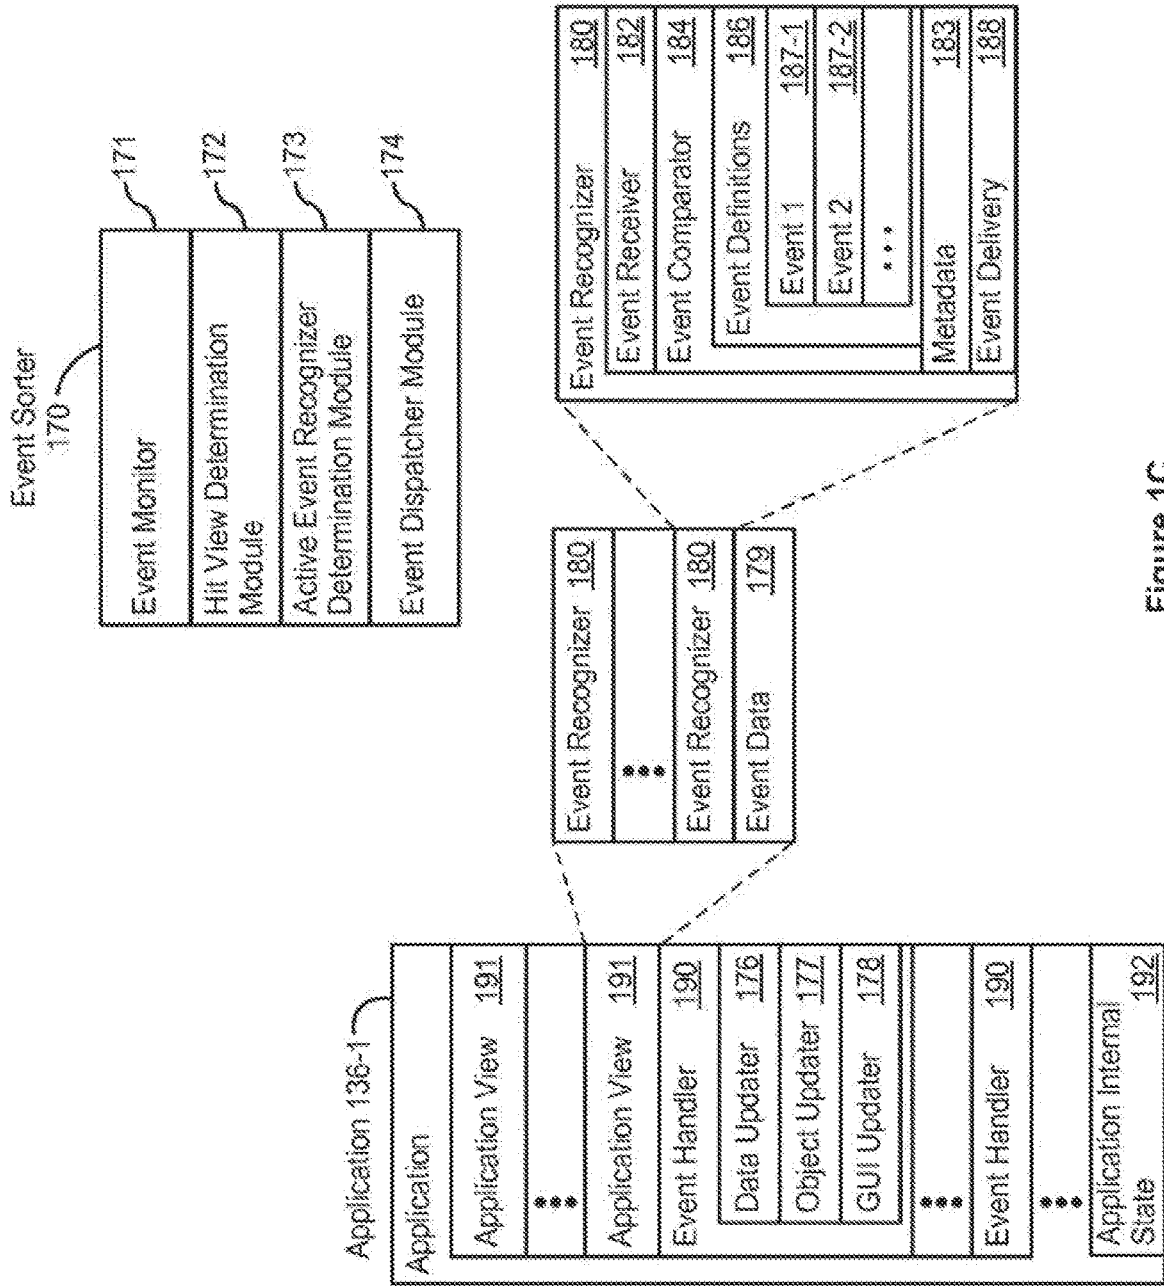 Event Sorter
170
Event Monitor
171
Hit View Determination
Module
172
Active Event Recognizer
Determination Module
173
Event Dispatcher Module
174
Application 136-1
Application
Application View 191
Application View 191
Event Handler 190
Data Updater 176
Object Updater 177
GUI Updater 178
Event Handler 190
Application Internal
State 192
Event Recognizer 180
Event Recognizer 180
Event Data 179
Event Recognizer 180
Event Receiver 182
Event Comparator 184
Event Definitions 186
Event 1 187-1
Event 2 187-2
Metadata 183
Event Delivery 188
Figure 1C